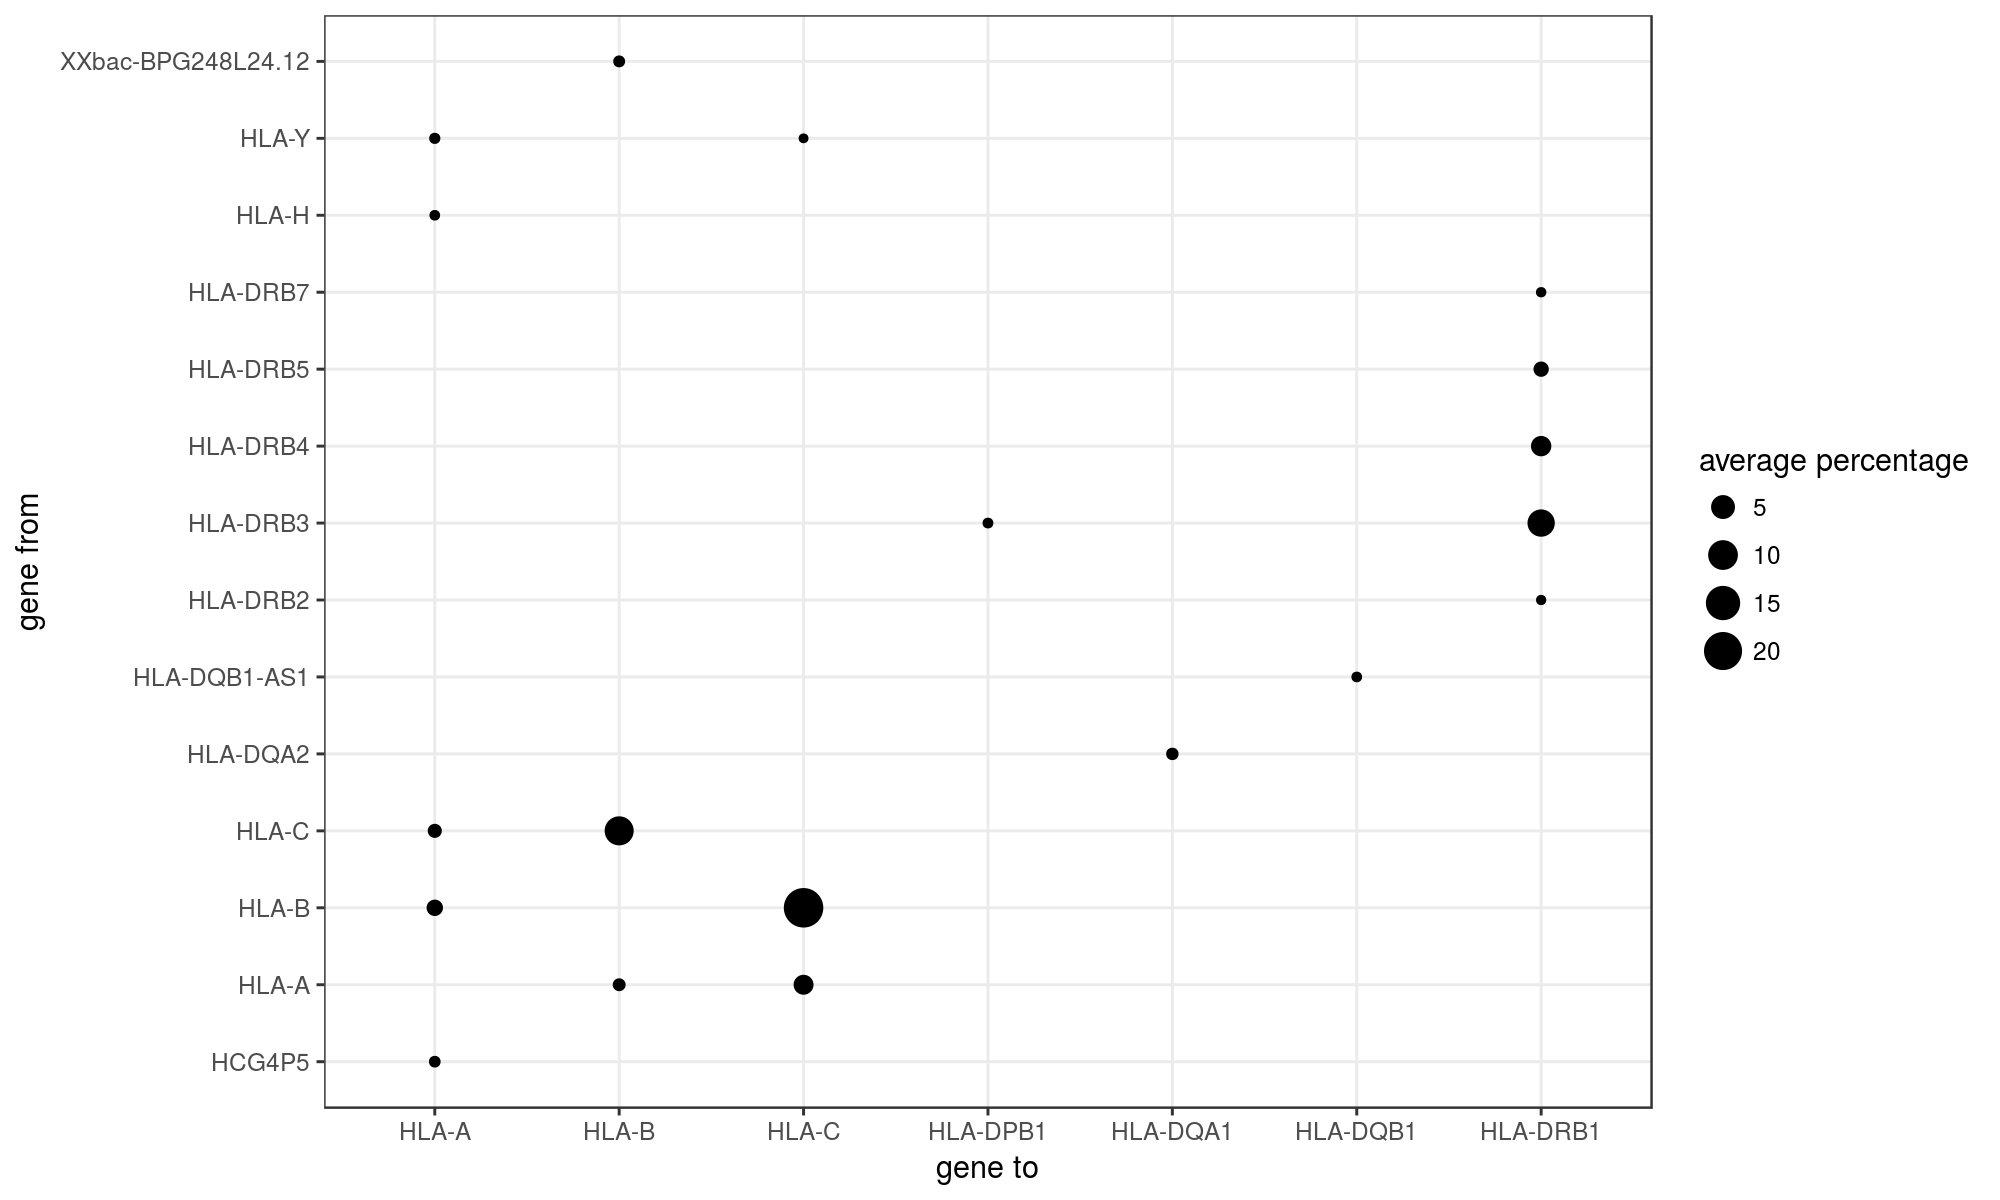 XXbac-BPG248L24.12
HLA-Y
HLA-H
HLA-DRB7
HLA-DRB5
HLA-DRB4
HLA-DRB3
HLA-DRB2
HLA-DQB1-AS1
HLA-DQA2
HLA-C
HLA-B
HLA-A
HCG4P5
gene from
HLA-A HLA-B HLA-C HLA-DPB1 HLA-DQA1 HLA-DQB1 HLA-DRB1
gene to
average percentage
5
10
15
20